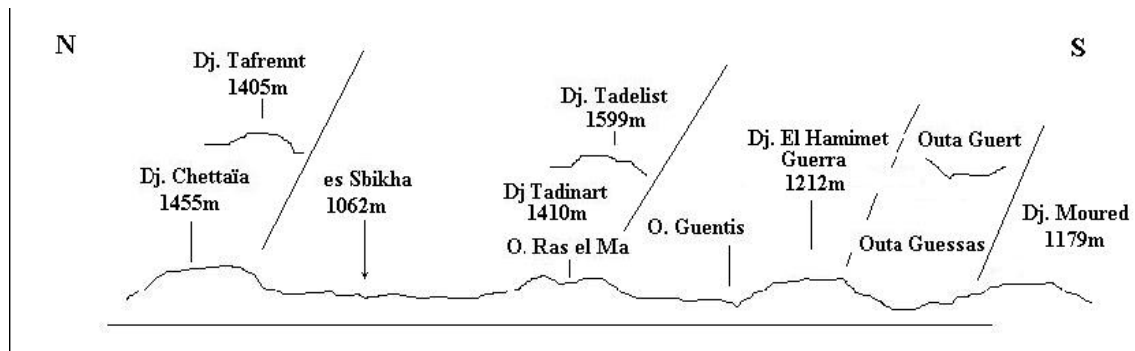 N
S
Dj. Tafrennt
1405m
Dj. Chettaïa
1455m
es Sbikha
1062m
Dj. Tadelist
1599m
Dj Tadinart
1410m
O. Ras el Ma
O. Guentis
Dj. El Hamimet
Guerra
1212m
Outa Guert
Outa Guessas
Dj. Moured
1179m